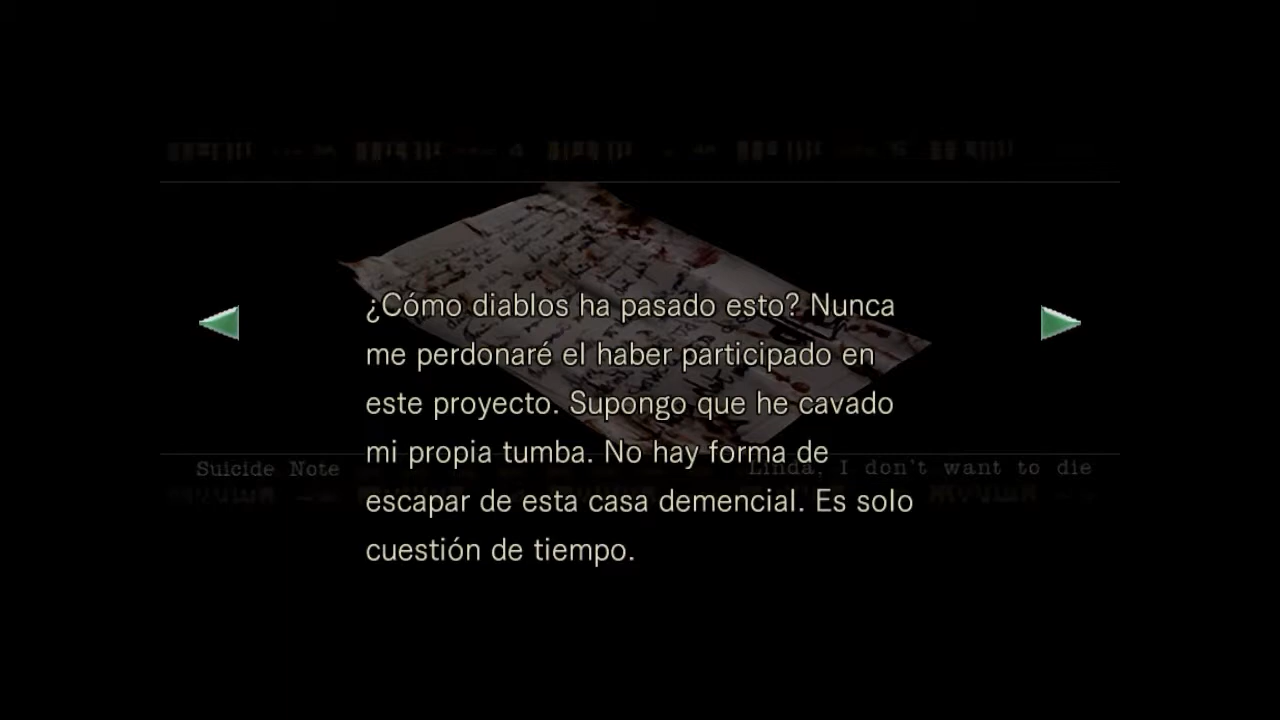 ¿Cómo diablos ha pasado esto? Nunca
me perdonaré el haber participado en
este proyecto. Supongo que he cavado
mi propia tumba. No hay forma de
Suicide Note
Linda, I don't want to die
escapar de esta casa demencial. Es solo
cuestión de tiempo.